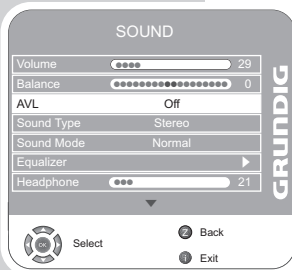 SOUND
Volume 29
Balance 0
AVL Off
Sound Type Stereo
Sound Mode Normal
Equalizer
Headphone 21
GRUNDIG
OK Select
Z Back
i Exit